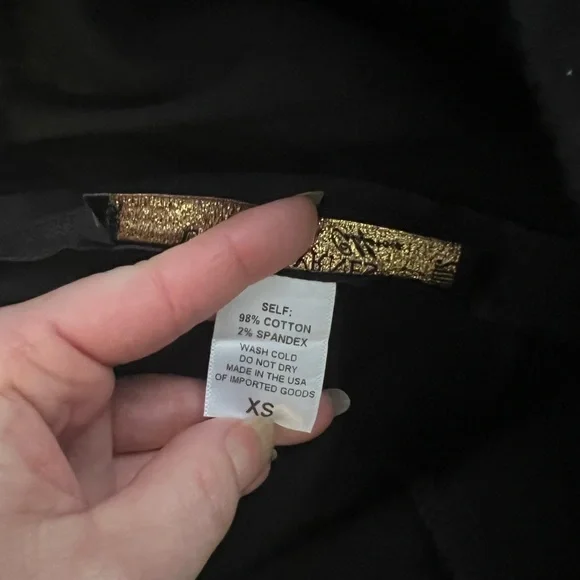 SELF:
98% COTTON
2% SPANDEX
WASH COLD
DO NOT DRY
MADE IN THE USA
OF IMPORTED GOODS
XS